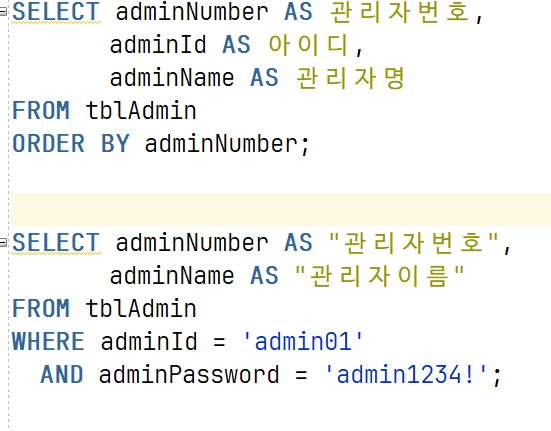 SELECT adminNumber AS 관리자번호,
adminId AS 아이디,
adminName AS 관리자명
FROM tblAdmin
ORDER BY adminNumber;
SELECT adminNumber AS "관리자번호",
adminName AS "관리자이름"
FROM tblAdmin
WHERE adminId = 'admin01'
AND adminPassword = 'admin1234!';